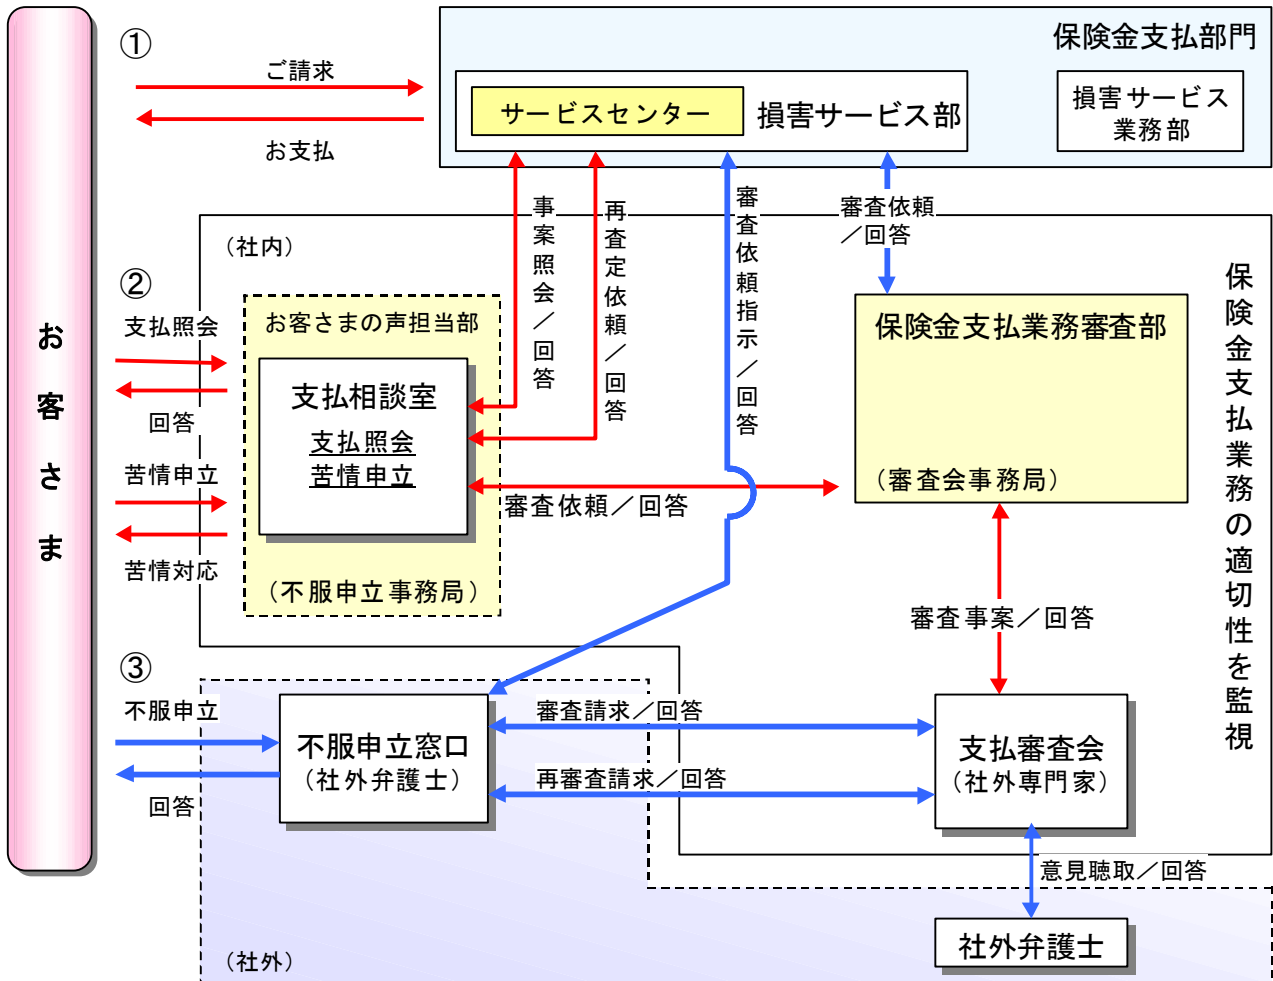 お客さま
①
ご請求
お支払
保険金支払部門
サービスセンター
損害サービス部
損害サービス
業務部
事案照会／回答
再査定依頼／回答
審査依頼指示／回答
審査依頼
／回答
（社内）
②
支払照会
回答
苦情申立
苦情対応
お客さまの声担当部
支払相談室
支払照会
苦情申立
（不服申立事務局）
審査依頼／回答
保険金支払業務審査部
（審査会事務局）
保険金支払業務の適切性を監視
審査事案／回答
③
不服申立
回答
不服申立窓口
（社外弁護士）
審査請求／回答
再審査請求／回答
支払審査会
（社外専門家）
意見聴取／回答
社外弁護士
（社外）